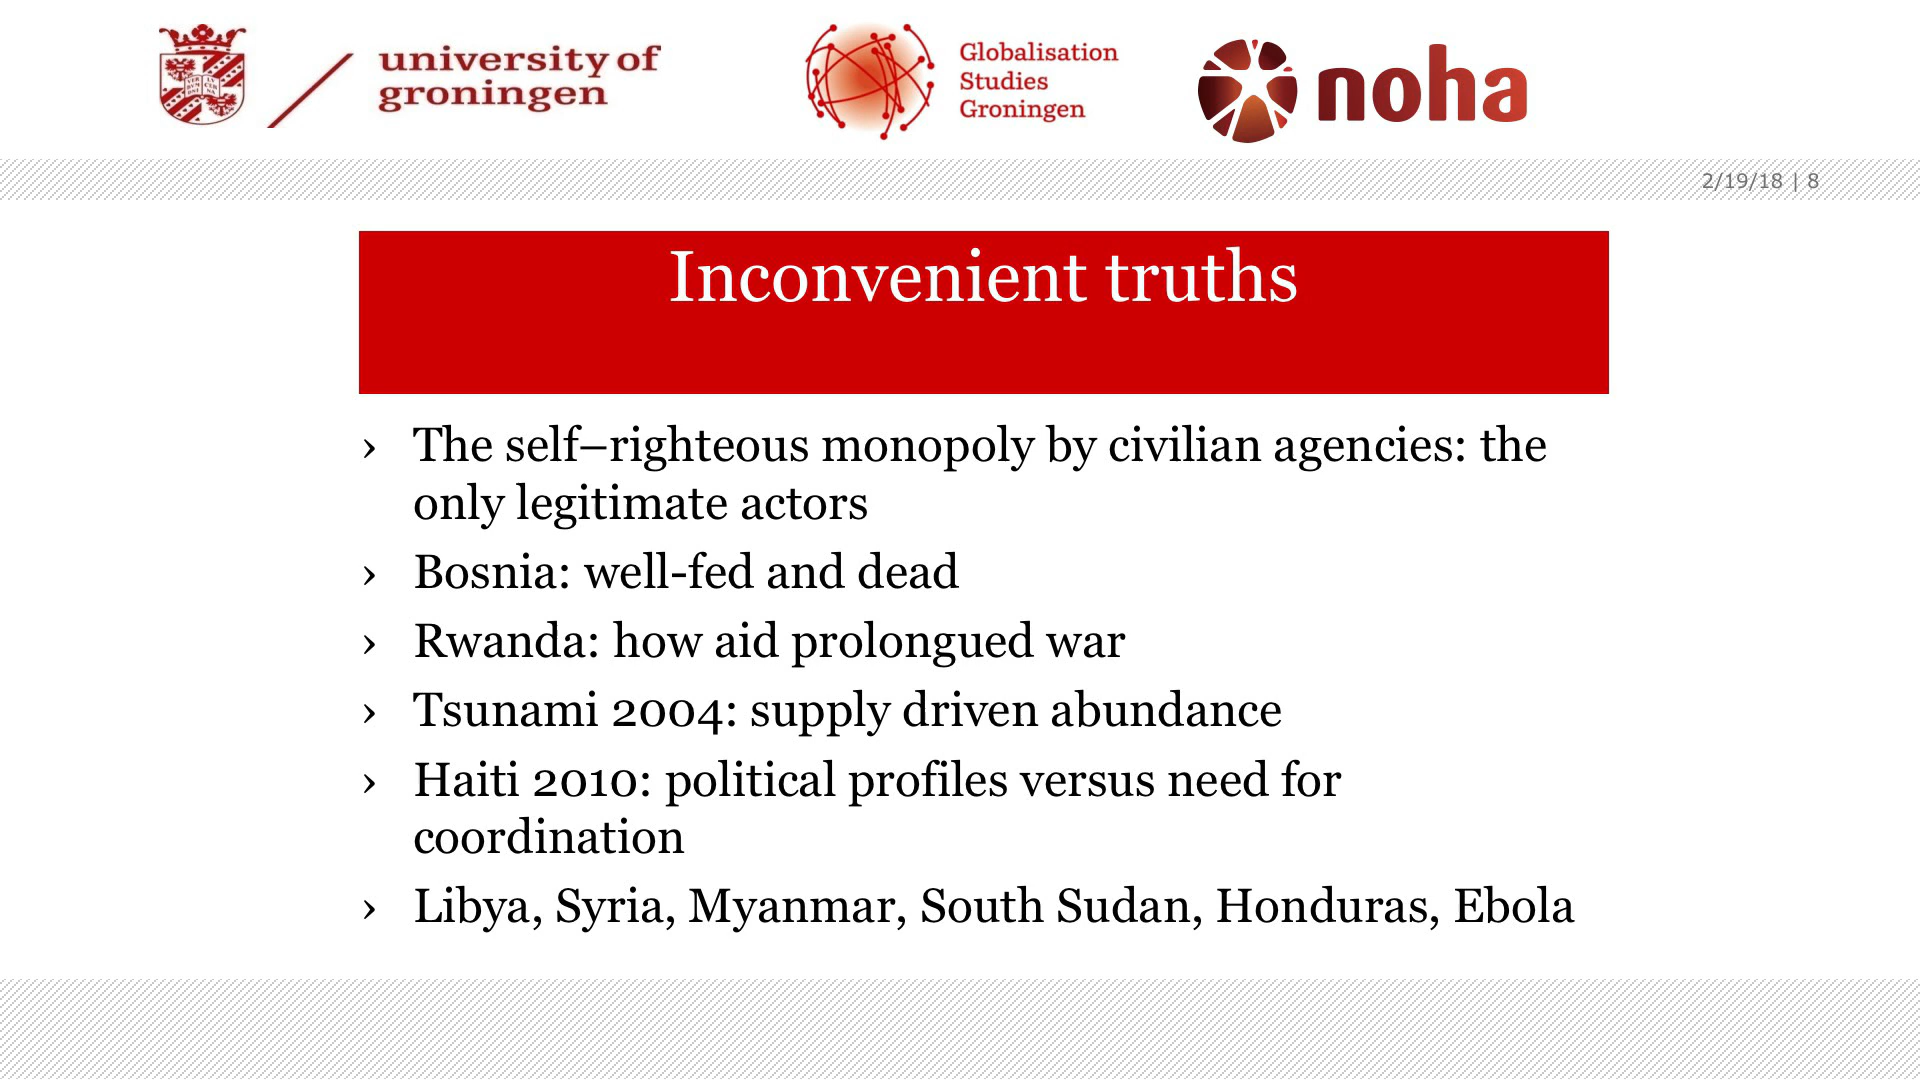 university of
groningen
Globalisation
Studies
Groningen
noha
2/19/18 | 8
Inconvenient truths
› The self–righteous monopoly by civilian agencies: the
only legitimate actors
› Bosnia: well-fed and dead
› Rwanda: how aid prolongued war
› Tsunami 2004: supply driven abundance
› Haiti 2010: political profiles versus need for
coordination
› Libya, Syria, Myanmar, South Sudan, Honduras, Ebola